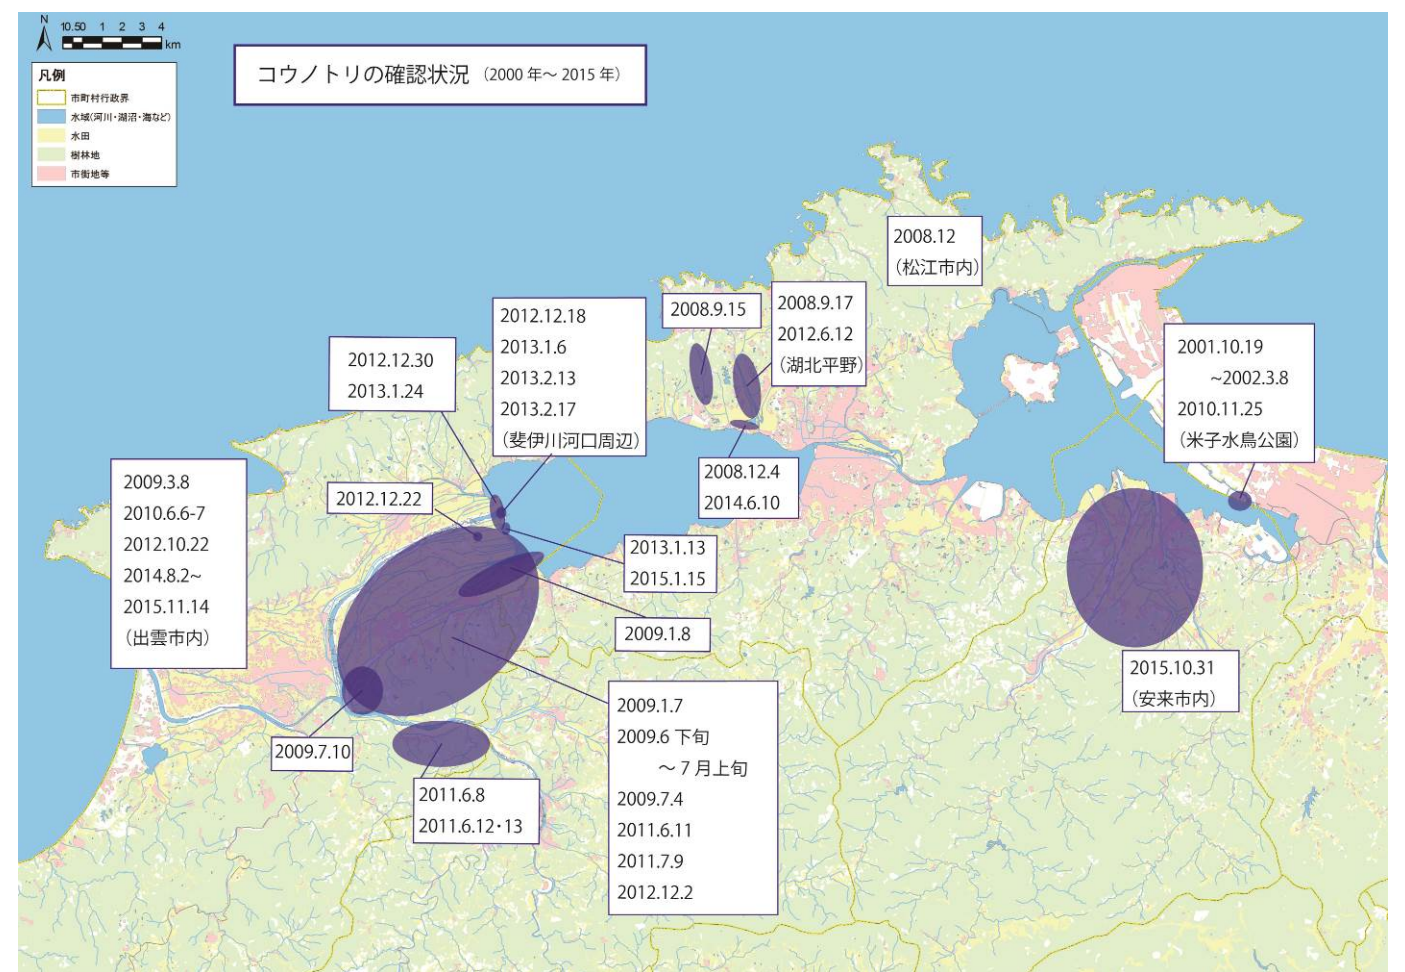 N
10.50 1 2 3 4
km
コウノトリの確認状況 (2000 年～ 2015 年)
凡例
市町村行政界
水域(河川・湖沼・海など)
水田
樹林地
市街地等
2008.12
(松江市内)
2008.9.15
2008.9.17
2012.6.12
(湖北平野)
2012.12.18
2013.1.6
2013.2.13
2013.2.17
(斐伊川河口周辺)
2012.12.30
2013.1.24
2001.10.19
～2002.3.8
2010.11.25
(米子水鳥公園)
2009.3.8
2010.6.6-7
2012.10.22
2014.8.2～
2015.11.14
(出雲市内)
2012.12.22
2008.12.4
2014.6.10
2013.1.13
2015.1.15
2009.1.8
2015.10.31
(安来市内)
2009.1.7
2009.6 下旬
～ 7 月上旬
2009.7.4
2011.6.11
2011.7.9
2012.12.2
2009.7.10
2011.6.8
2011.6.12・13